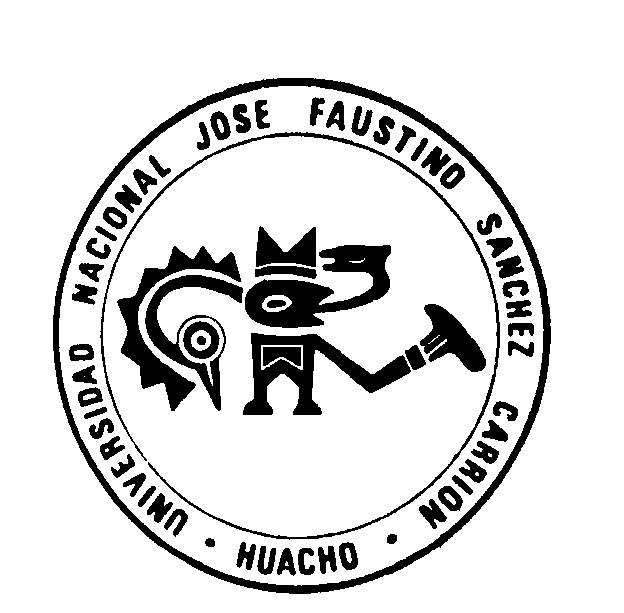 UNIVERSIDAD NACIONAL JOSE FAUSTINO SANCHEZ CARRION
• HUACHO •